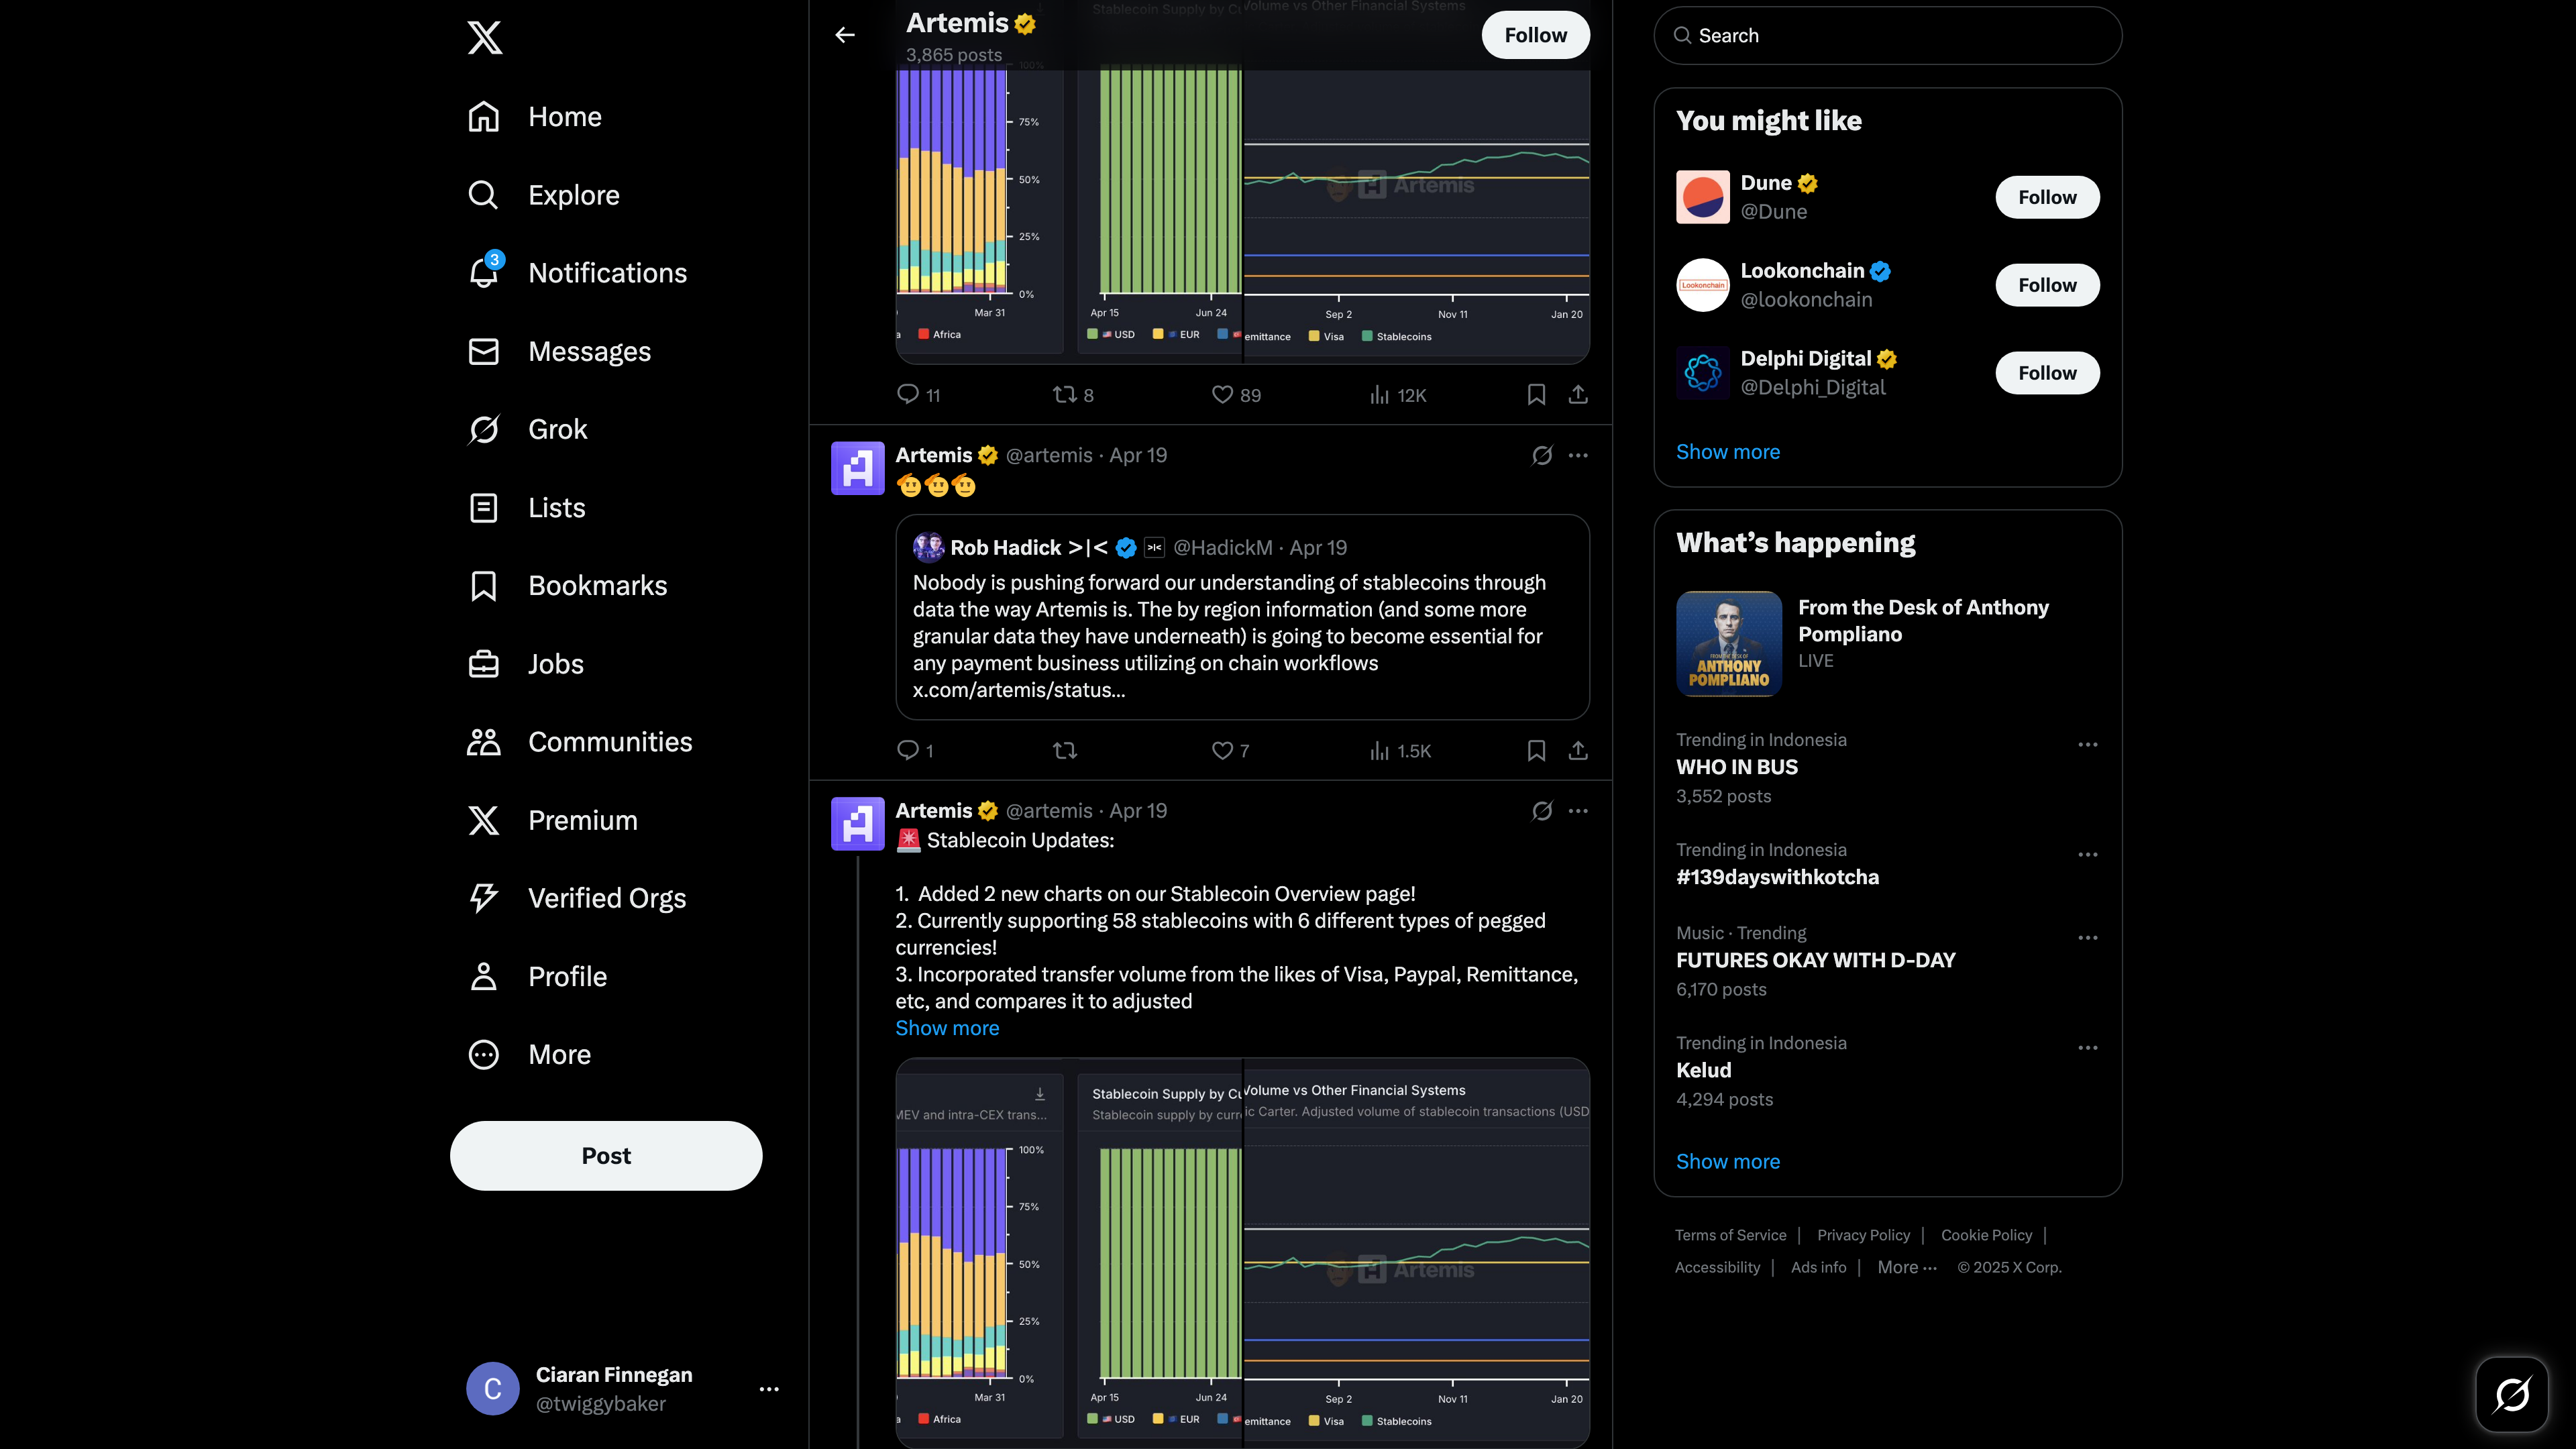 Home
Explore
3
Notifications
Messages
Grok
Lists
Bookmarks
Jobs
Communities
Premium
Verified Orgs
Profile
More
Post
C
Ciaran Finnegan
@twiggybaker
Artemis
3,865 posts
Follow
Stablecoin Supply by Cu
Volume vs Other Financial Systems
100%
75%
50%
25%
0%
Mar 31
a Africa
Apr 15 Jun 24
USD EUR
Artemis
Sep 2 Nov 11 Jan 20
emittance Visa Stablecoins
11 8 89 12K
Artemis @artemis · Apr 19
🫡🫡🫡
Rob Hadick >|< >|< @HadickM · Apr 19
Nobody is pushing forward our understanding of stablecoins through
data the way Artemis is. The by region information (and some more
granular data they have underneath) is going to become essential for
any payment business utilizing on chain workflows
x.com/artemis/status...
1 7 1.5K
Artemis @artemis · Apr 19
🚨 Stablecoin Updates:
1. Added 2 new charts on our Stablecoin Overview page!
2. Currently supporting 58 stablecoins with 6 different types of pegged
currencies!
3. Incorporated transfer volume from the likes of Visa, Paypal, Remittance,
etc, and compares it to adjusted
Show more
MEV and intra-CEX trans...
100%
75%
50%
25%
0%
Mar 31
a Africa
Stablecoin Supply by Cu
Stablecoin supply by curre
Apr 15 Jun 24
USD EUR
Volume vs Other Financial Systems
ic Carter. Adjusted volume of stablecoin transactions (USD
Artemis
Sep 2 Nov 11 Jan 20
emittance Visa Stablecoins
Search
You might like
Dune
@Dune
Follow
Lookonchain
Lookonchain
@lookonchain
Follow
Delphi Digital
@Delphi_Digital
Follow
Show more
What's happening
FROM THE DESK OF
ANTHONY
POMPLIANO
From the Desk of Anthony
Pompliano
LIVE
Trending in Indonesia
WHO IN BUS
3,552 posts
Trending in Indonesia
#139dayswithkotcha
Music · Trending
FUTURES OKAY WITH D-DAY
6,170 posts
Trending in Indonesia
Kelud
4,294 posts
Show more
Terms of Service | Privacy Policy | Cookie Policy |
Accessibility | Ads info | More ··· © 2025 X Corp.